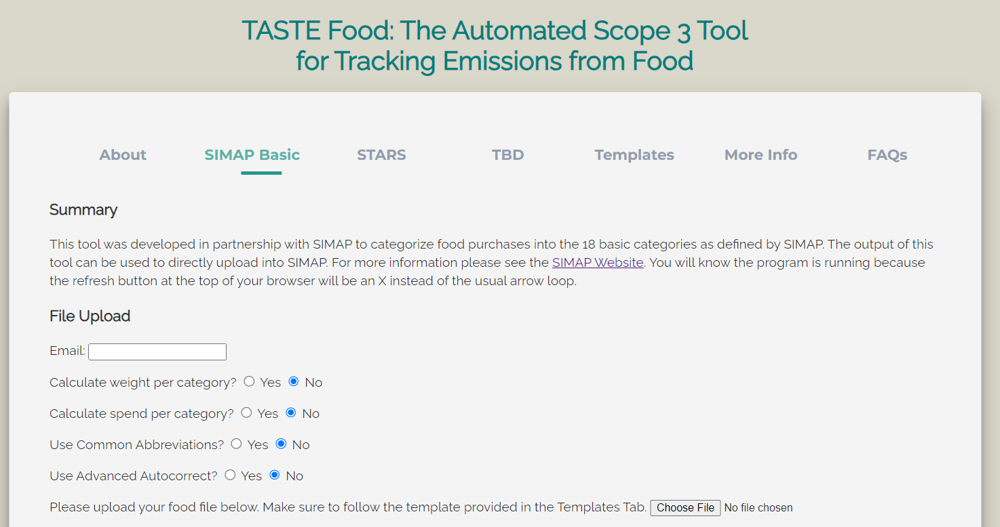 TASTE Food: The Automated Scope 3 Tool
for Tracking Emissions from Food
About SIMAP Basic STARS TBD Templates More Info FAQs
Summary
This tool was developed in partnership with SIMAP to categorize food purchases into the 18 basic categories as defined by SIMAP. The output of this
tool can be used to directly upload into SIMAP. For more information please see the SIMAP Website. You will know the program is running because
the refresh button at the top of your browser will be an X instead of the usual arrow loop.
File Upload
Email:
Calculate weight per category? Yes No
Calculate spend per category? Yes No
Use Common Abbreviations? Yes No
Use Advanced Autocorrect? Yes No
Please upload your food file below. Make sure to follow the template provided in the Templates Tab. Choose File No file chosen